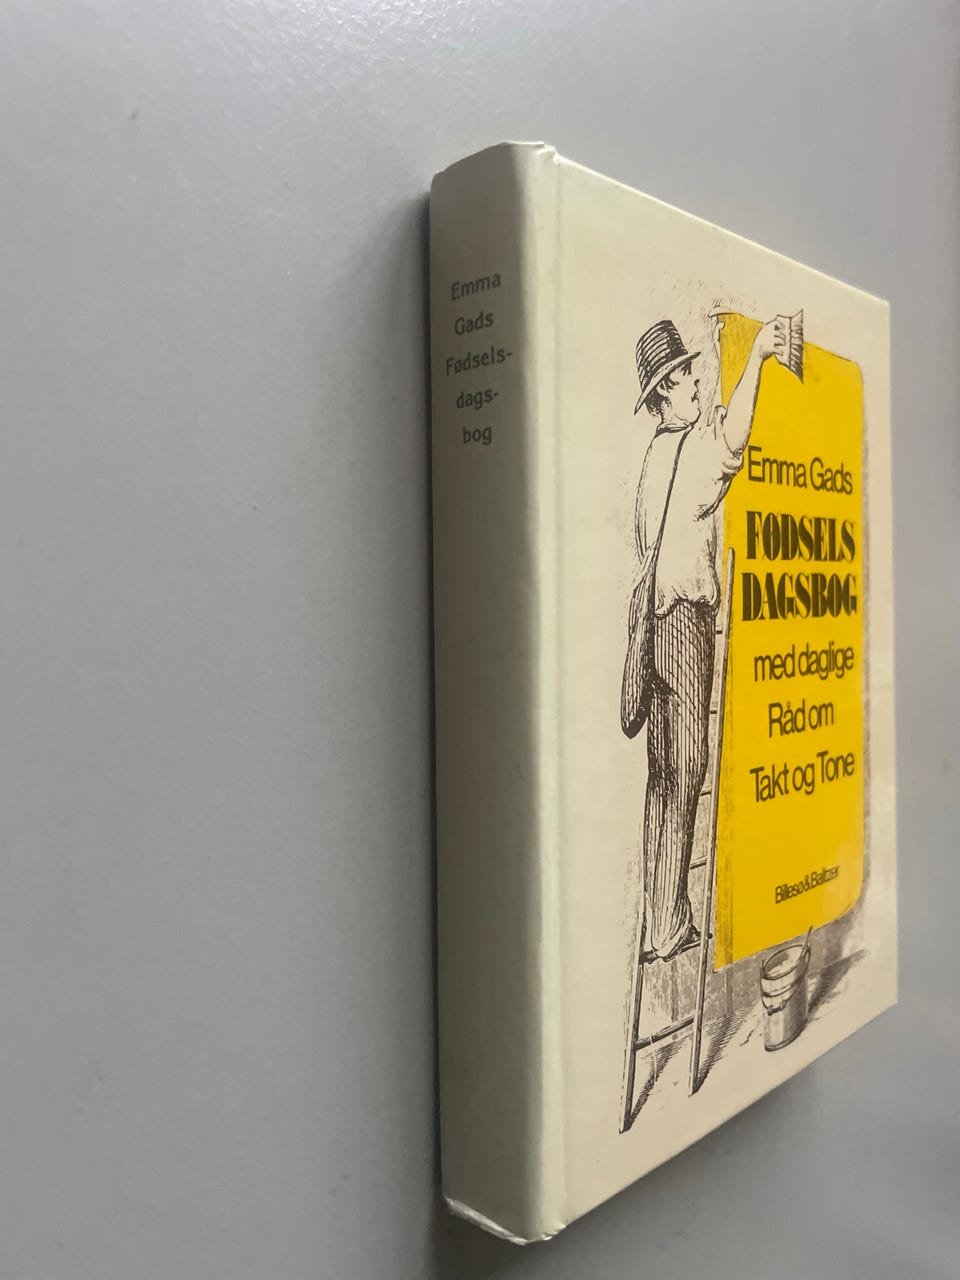 Emma
Gads
Fødsels-
dags-
bog
Emma Gads
FØDSELS
DAGSBOG
med daglige
Råd om
Takt og Tone
Billesø & Baltzer